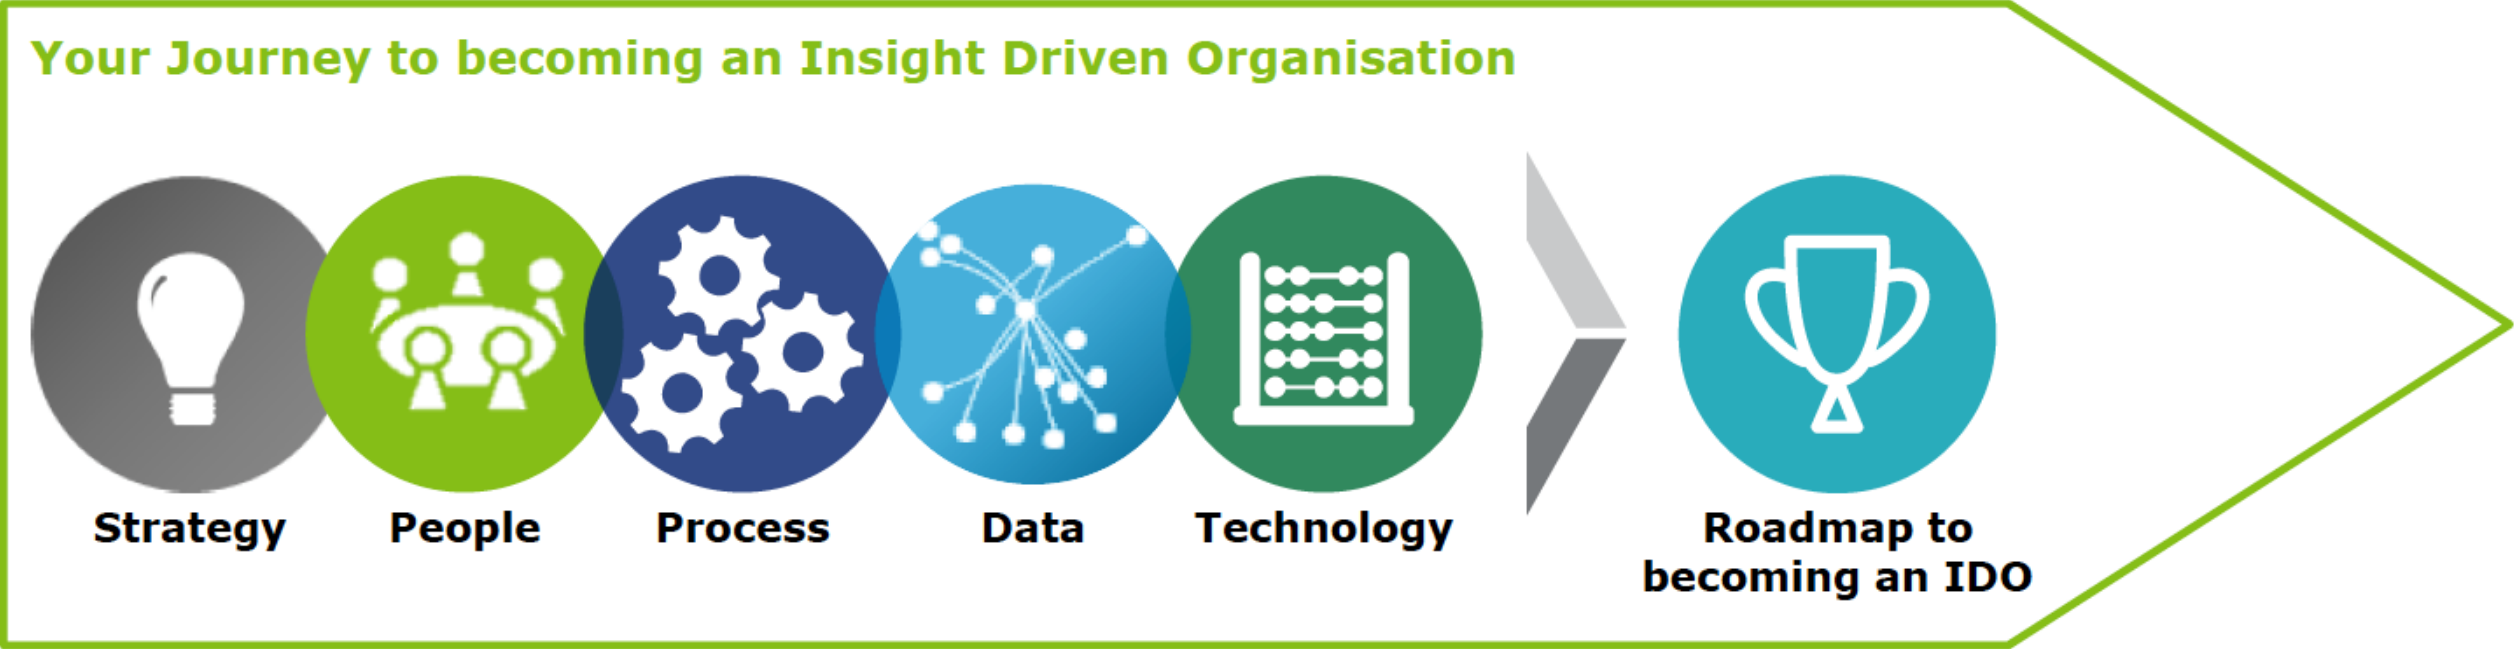 Your Journey to becoming an Insight Driven Organisation
Strategy
People
Process
Data
Technology
Roadmap to
becoming an IDO